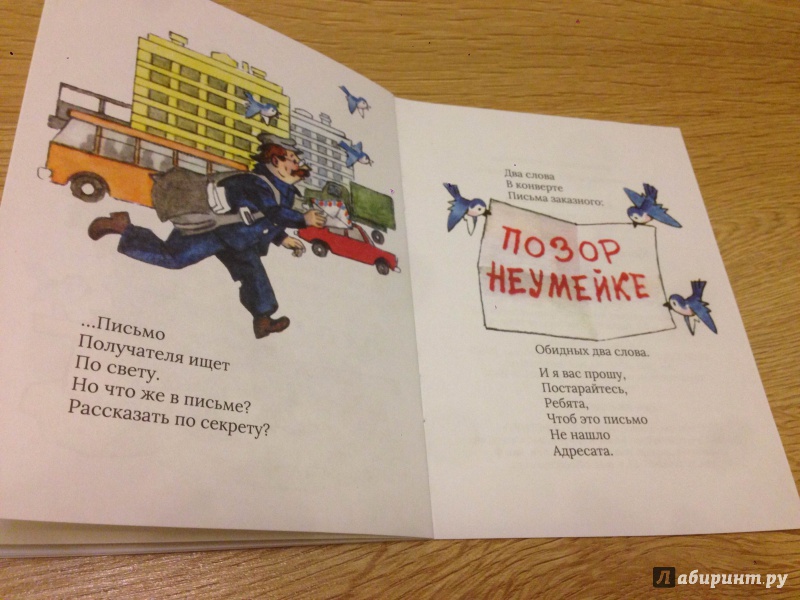 ...Письмо
Получателя ищет
По свету.
Но что же в письме?
Рассказать по секрету?
Два слова
В конверте
Письма заказного:
ПОЗОР
НЕУМЕЙКЕ
Обидных два слова.
И я вас прошу,
Постарайтесь,
Ребята,
Чтоб это письмо
Не нашло
Адресата.
Лабиринт.ру